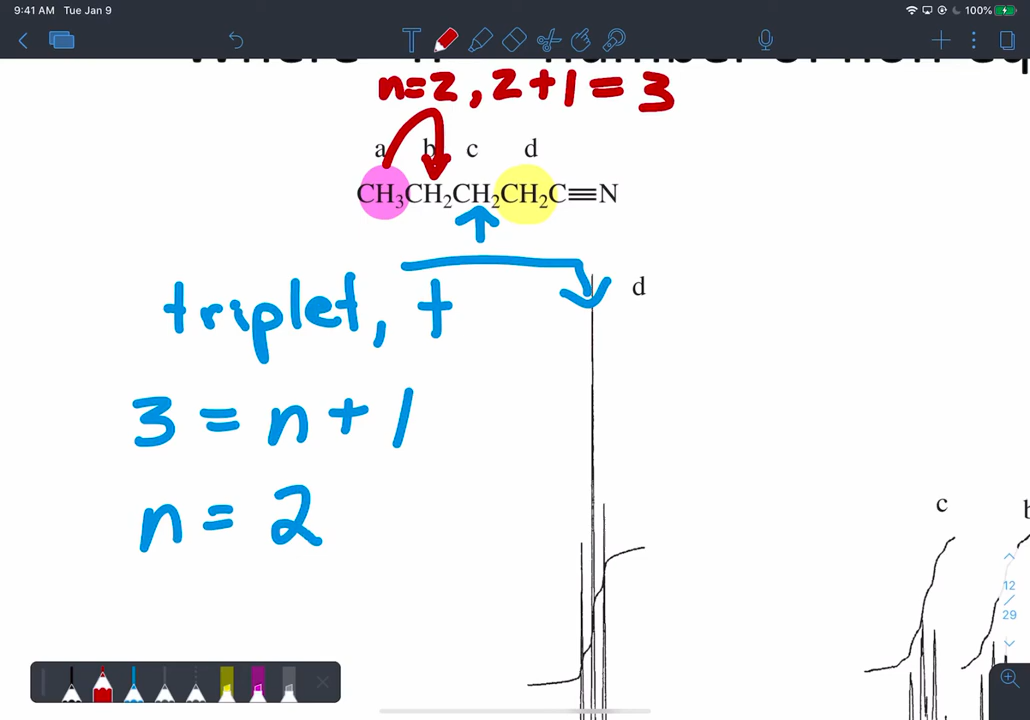 9:41 AM Tue Jan 9
100%
n=2, 2+1=3
a b c d
CH₃CH₂CH₂CH₂C≡N
d
triplet, t
3 = n + 1
n = 2
c
b
12
/
29